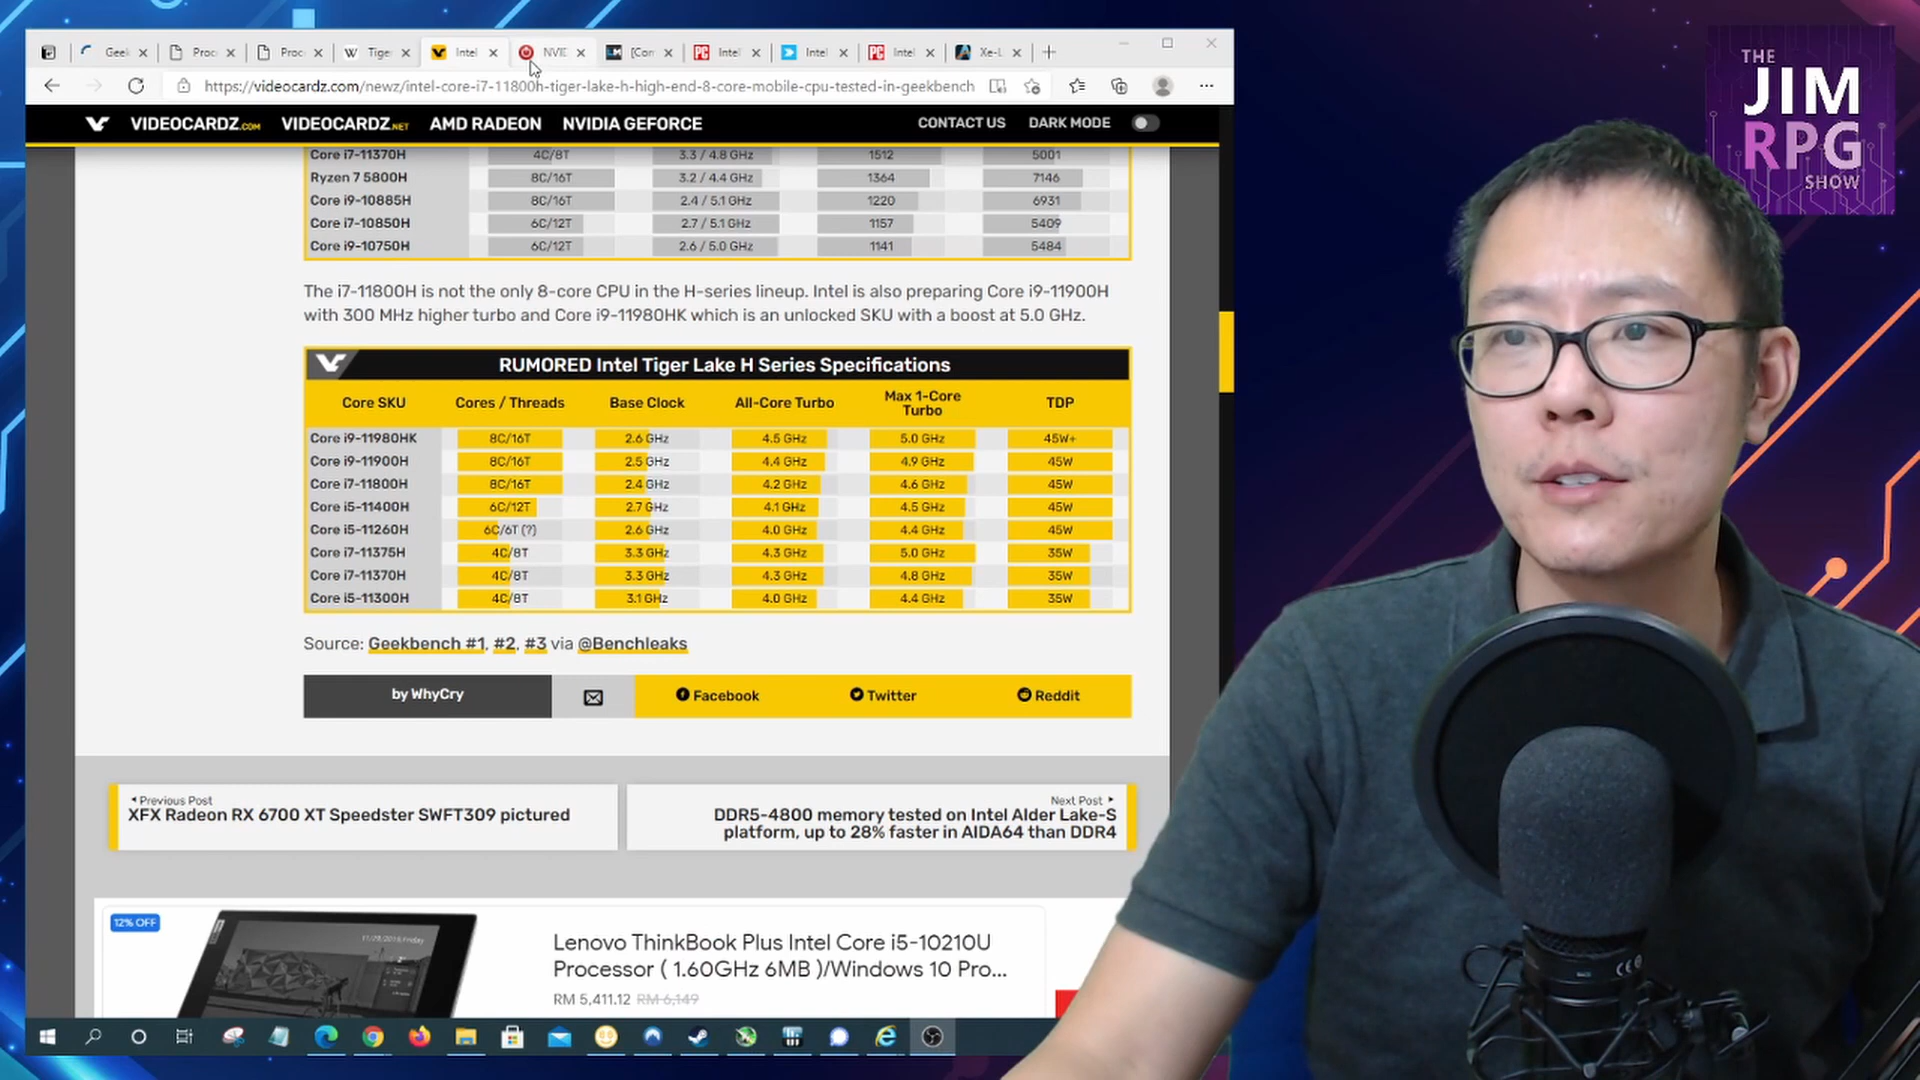 Geek
Proc
Proc
Tige
Intel
NVID
[Con
Intel
Intel
Intel
Xe-L
https://videocardz.com/newz/intel-core-i7-11800h-tiger-lake-h-high-end-8-core-mobile-cpu-tested-in-geekbench
VIDEOCARDZ.COM VIDEOCARDZ.NET AMD RADEON NVIDIA GEFORCE CONTACT US DARK MODE
Core i7-11370H 4C/8T 3.3 / 4.8 GHz 1512 5001
Ryzen 7 5800H 8C/16T 3.2 / 4.4 GHz 1364 7146
Core i9-10885H 8C/16T 2.4 / 5.1 GHz 1220 6931
Core i7-10850H 6C/12T 2.7 / 5.1 GHz 1157 5409
Core i9-10750H 6C/12T 2.6 / 5.0 GHz 1141 5484
The i7-11800H is not the only 8-core CPU in the H-series lineup. Intel is also preparing Core i9-11900H
with 300 MHz higher turbo and Core i9-11980HK which is an unlocked SKU with a boost at 5.0 GHz.
RUMORED Intel Tiger Lake H Series Specifications
Core SKU Cores / Threads Base Clock All-Core Turbo Max 1-Core Turbo TDP
Core i9-11980HK 8C/16T 2.6 GHz 4.5 GHz 5.0 GHz 45W+
Core i9-11900H 8C/16T 2.5 GHz 4.4 GHz 4.9 GHz 45W
Core i7-11800H 8C/16T 2.4 GHz 4.2 GHz 4.6 GHz 45W
Core i5-11400H 6C/12T 2.7 GHz 4.1 GHz 4.5 GHz 45W
Core i5-11260H 6C/6T (?) 2.6 GHz 4.0 GHz 4.4 GHz 45W
Core i7-11375H 4C/8T 3.3 GHz 4.3 GHz 5.0 GHz 35W
Core i7-11370H 4C/8T 3.3 GHz 4.3 GHz 4.8 GHz 35W
Core i5-11300H 4C/8T 3.1 GHz 4.0 GHz 4.4 GHz 35W
Source: Geekbench #1, #2, #3 via @Benchleaks
by WhyCry Facebook Twitter Reddit
Previous Post
XFX Radeon RX 6700 XT Speedster SWFT309 pictured
Next Post
DDR5-4800 memory tested on Intel Alder Lake-S
platform, up to 28% faster in AIDA64 than DDR4
12% OFF
Lenovo ThinkBook Plus Intel Core i5-10210U
Processor ( 1.60GHz 6MB )/Windows 10 Pro...
RM 5,411.12 RM 6,149
THE
JIM
RPG
SHOW